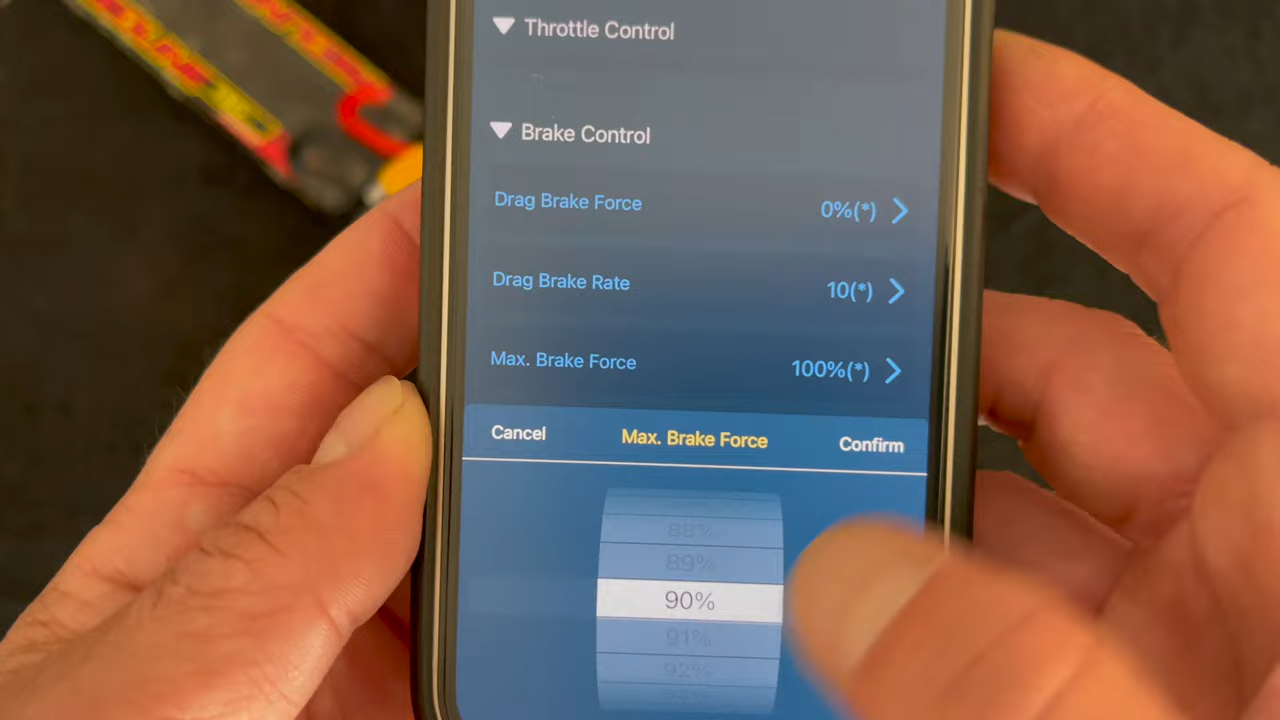 Throttle Control
Brake Control
Drag Brake Force 0%(*)
Drag Brake Rate 10(*)
Max. Brake Force 100%(*)
Cancel Max. Brake Force Confirm
88%
89%
90%
91%
92%